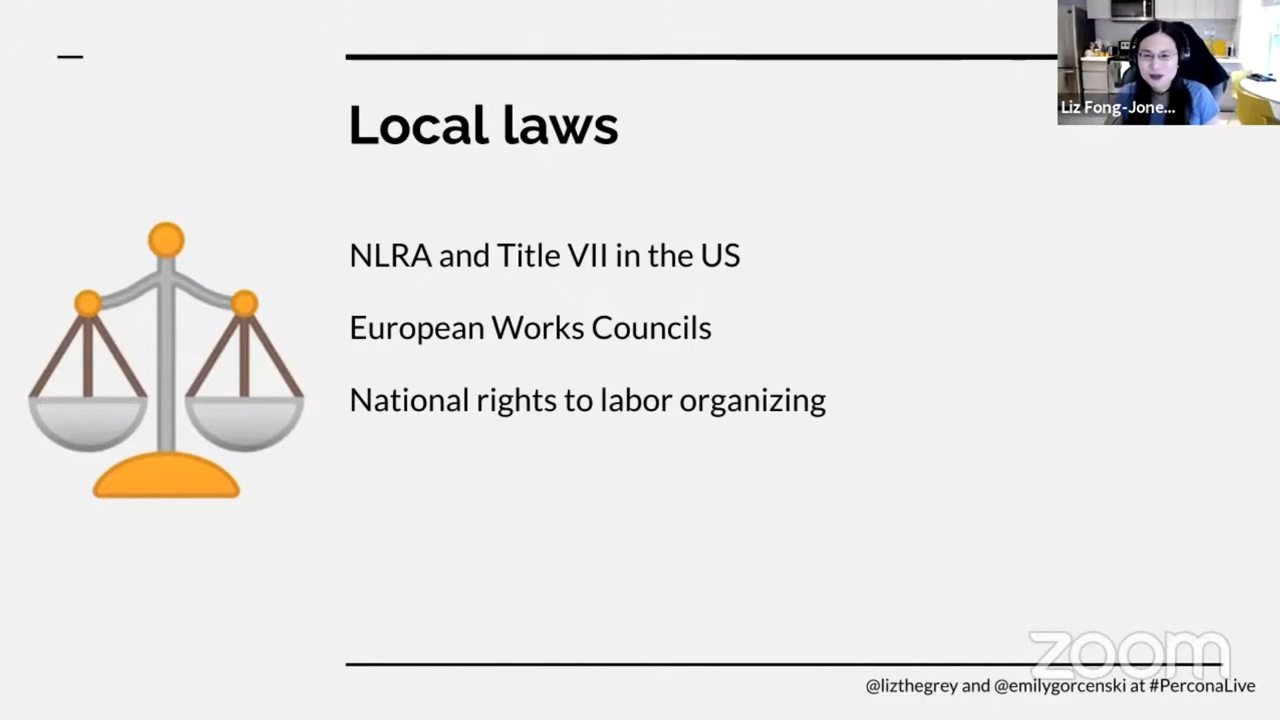 Liz Fong-Jone...
Local laws
NLRA and Title VII in the US
European Works Councils
National rights to labor organizing
zoom
@lizthegrey and @emilygorcenski at #PerconaLive